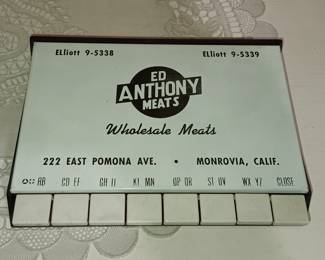 ELliott 9-5338 ELliott 9-5339
ED
ANTHONY
MEATS
Wholesale Meats
222 EAST POMONA AVE. • MONROVIA, CALIF.
AB CD EF GH IJ KL MN OP QR ST UV WX YZ CLOSE